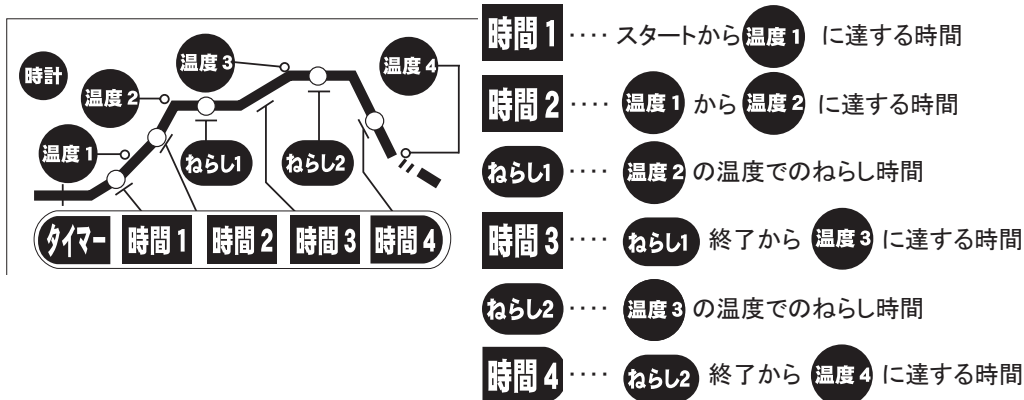 時計
温度 1
温度 2
温度 3
温度 4
ねらし1
ねらし2
タイマー 時間 1 時間 2 時間 3 時間 4
時間 1 ････ スタートから 温度 1 に達する時間
時間 2 ････ 温度 1 から 温度 2 に達する時間
ねらし1 ････ 温度 2 の温度でのねらし時間
時間 3 ････ ねらし1 終了から 温度 3 に達する時間
ねらし2 ････ 温度 3 の温度でのねらし時間
時間 4 ････ ねらし2 終了から 温度 4 に達する時間